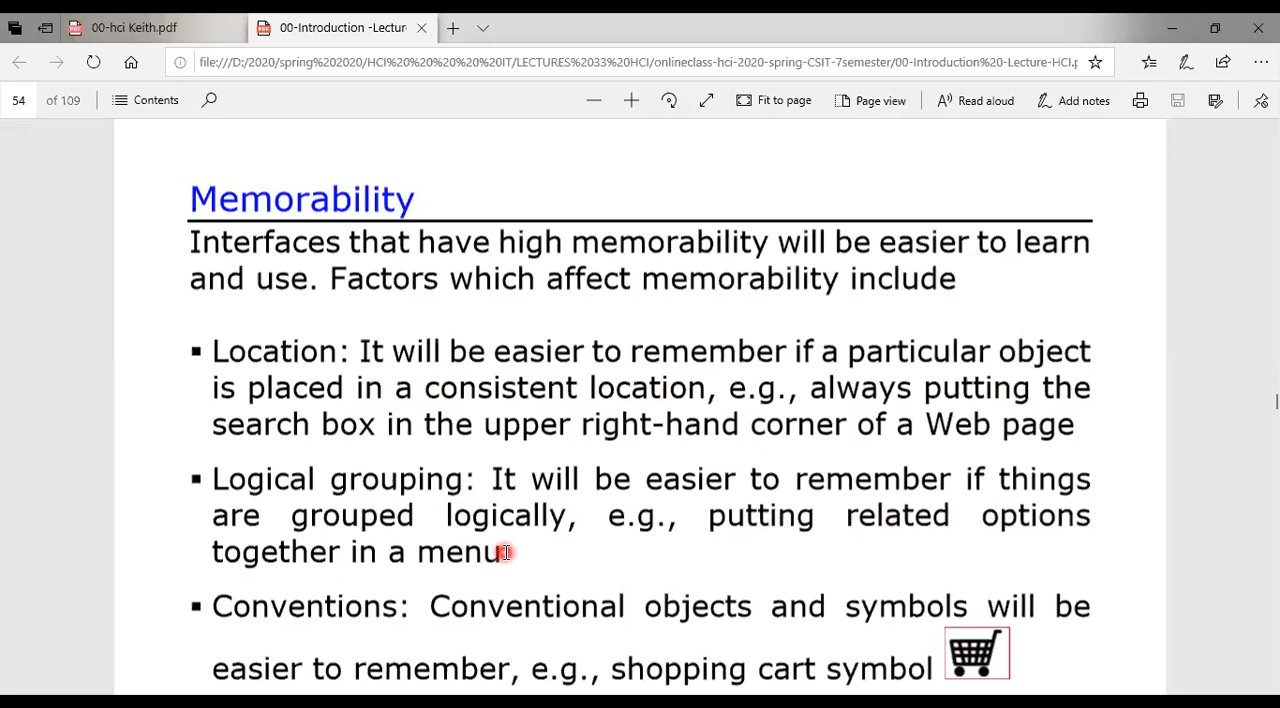 00-hci Keith.pdf
00-Introduction -Lectur
file:///D:/2020/spring%202020/HCI%20%20%20%20%20IT/LECTURES%2033%20HCI/onlineclass-hci-2020-spring-CSIT-7semester/00-Introduction%20-Lecture-HCI.p
54 of 109 Contents Fit to page Page view Read aloud Add notes
Memorability
Interfaces that have high memorability will be easier to learn
and use. Factors which affect memorability include
▪ Location: It will be easier to remember if a particular object
is placed in a consistent location, e.g., always putting the
search box in the upper right-hand corner of a Web page
▪ Logical grouping: It will be easier to remember if things
are grouped logically, e.g., putting related options
together in a menu
▪ Conventions: Conventional objects and symbols will be
easier to remember, e.g., shopping cart symbol